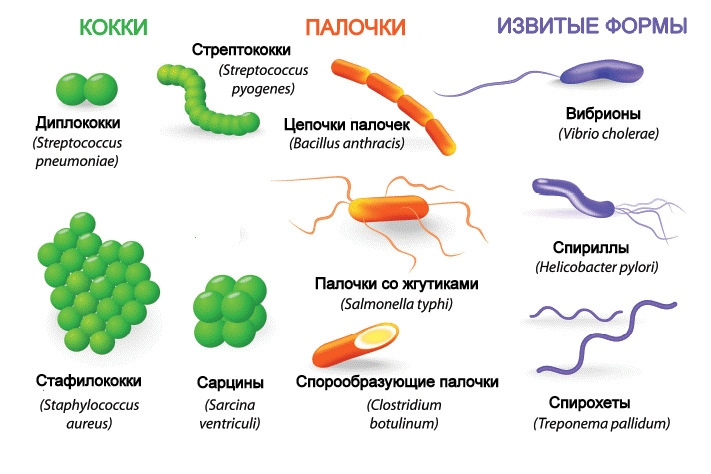 КОККИ
Диплококки
(Streptococcus
pneumoniae)
Стрептококки
(Streptococcus
pyogenes)
Стафилококки
(Staphylococcus
aureus)
Сарцины
(Sarcina
ventriculi)
ПАЛОЧКИ
Цепочки палочек
(Bacillus anthracis)
Палочки со жгутиками
(Salmonella typhi)
Спорообразующие палочки
(Clostridium
botulinum)
ИЗВИТЫЕ ФОРМЫ
Вибрионы
(Vibrio cholerae)
Спириллы
(Helicobacter pylori)
Спирохеты
(Treponema pallidum)